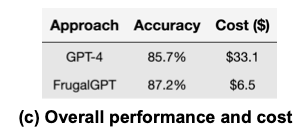 Approach Accuracy Cost ($)
GPT-4 85.7% $33.1
FrugalGPT 87.2% $6.5
(c) Overall performance and cost